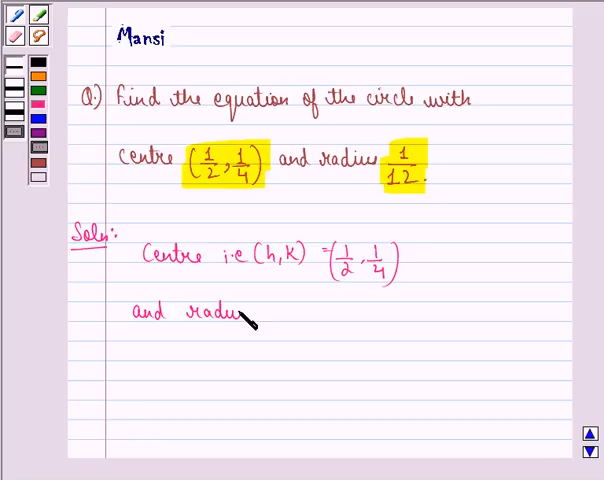 Mansi
Q.) Find the equation of the circle with
centre (1/2, 1/4) and radius 1/12.
Soln:
Centre i.e (h, k) = (1/2, 1/4)
and radiu